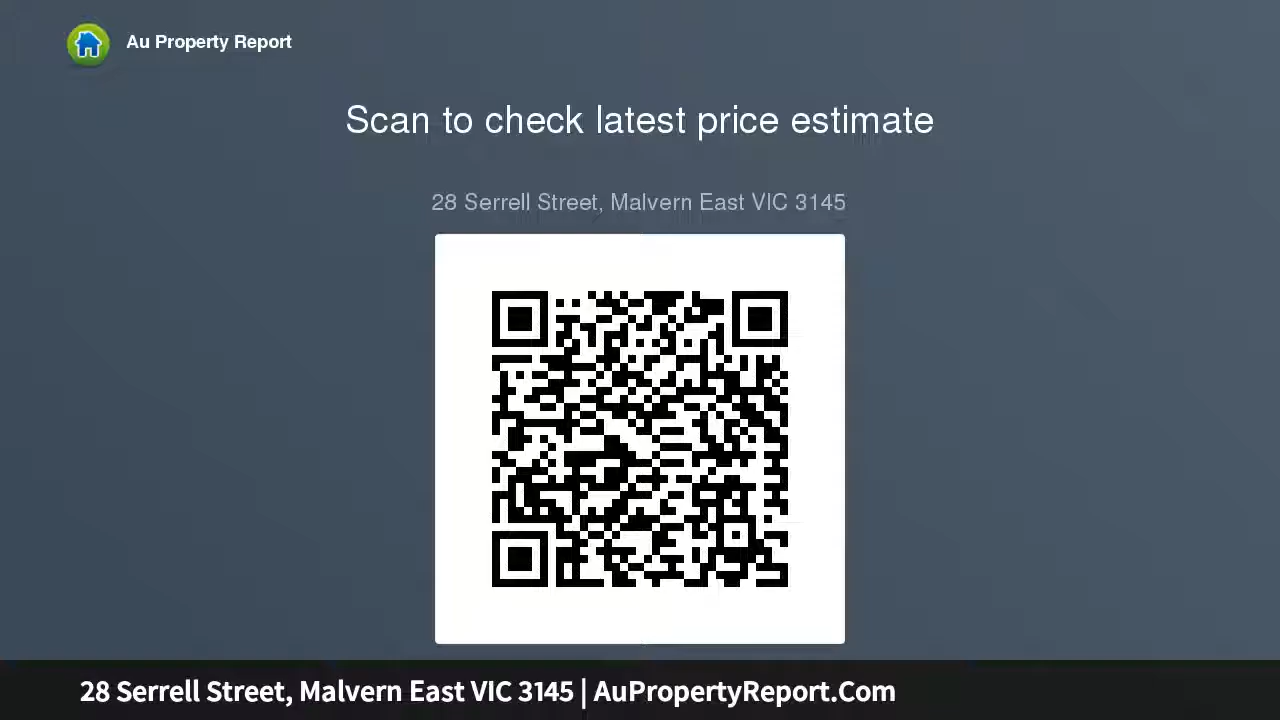 Au Property Report
Scan to check latest price estimate
28 Serrell Street, Malvern East VIC 3145
28 Serrell Street, Malvern East VIC 3145 | AuPropertyReport.Com